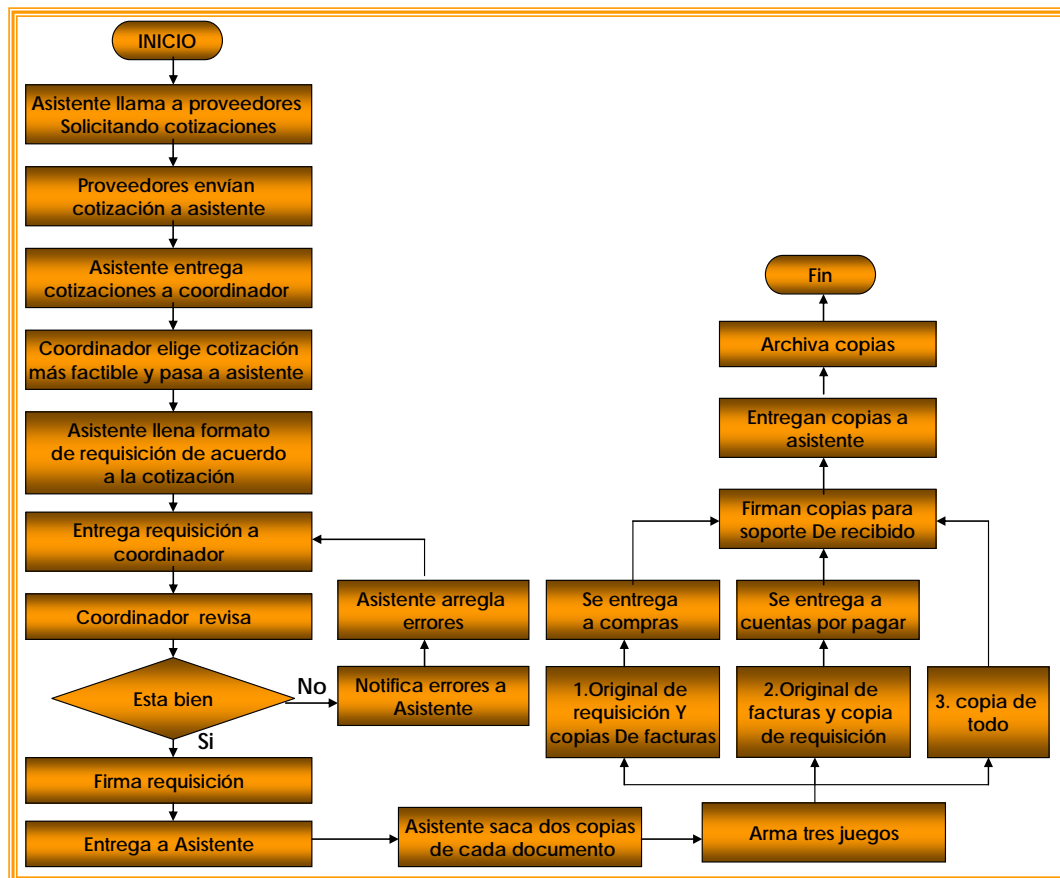 INICIO
Asistente llama a proveedores
Solicitando cotizaciones
Proveedores envían
cotización a asistente
Asistente entrega
cotizaciones a coordinador
Coordinador elige cotización
más factible y pasa a asistente
Asistente llena formato
de requisición de acuerdo
a la cotización
Entrega requisición a
coordinador
Coordinador revisa
Esta bien
No
Si
Notifica errores a
Asistente
Asistente arregla
errores
Firma requisición
Entrega a Asistente
Asistente saca dos copias
de cada documento
Arma tres juegos
1.Original de
requisición Y
copias De facturas
2.Original de
facturas y copia
de requisición
3. copia de
todo
Se entrega
a compras
Se entrega a
cuentas por pagar
Firman copias para
soporte De recibido
Entregan copias a
asistente
Archiva copias
Fin